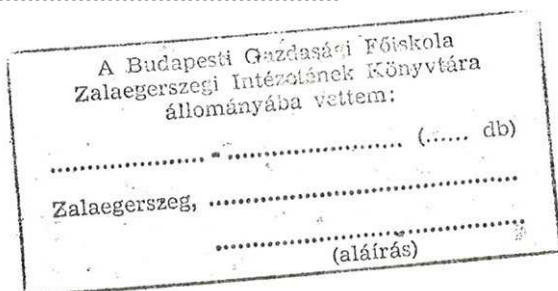 A Budapesti Gazdasági Főiskola
Zalaegerszegi Intézetének Könyvtára
állományába vettem:
.................... - ....................... (...... db)
Zalaegerszeg, ........................................
........................................
(aláírás)